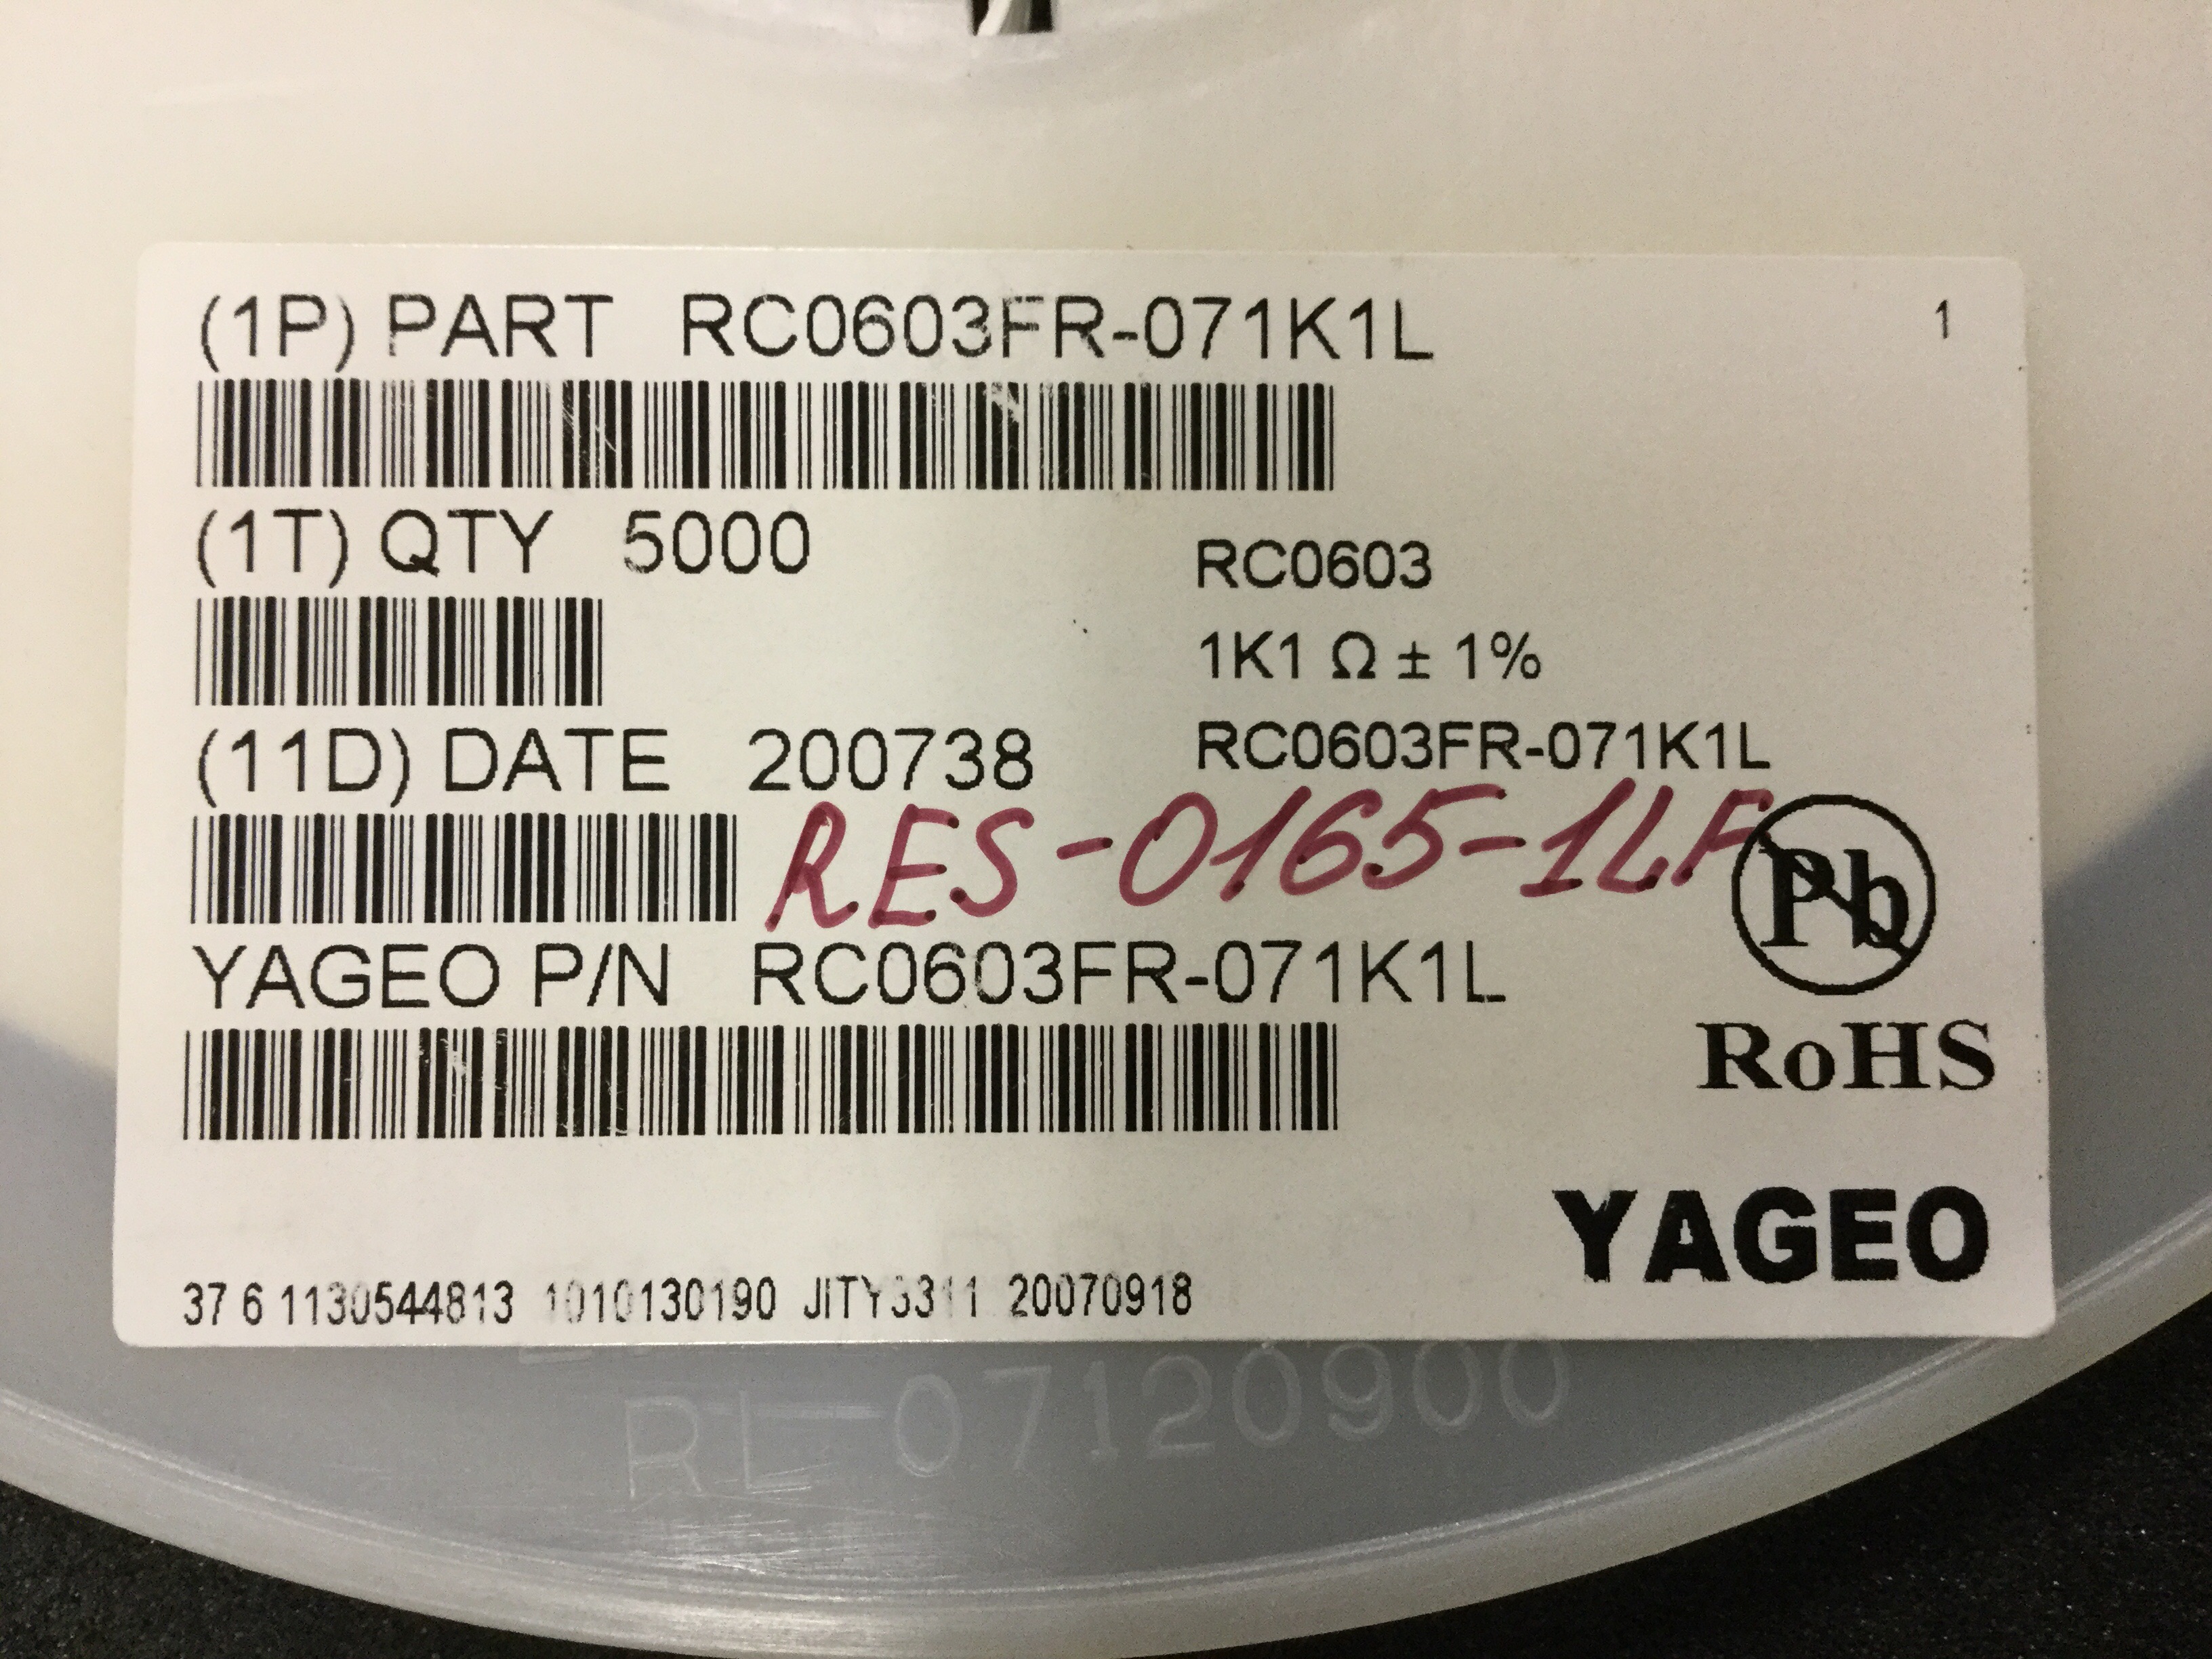 (1P) PART RC0603FR-071K1L
1
(1T) QTY 5000
RC0603
1K1 Ω ± 1%
(11D) DATE 200738
RC0603FR-071K1L
RES-0165-1LF
Pb
YAGEO P/N RC0603FR-071K1L
RoHS
YAGEO
37 6 1130544813 1010130190 JITY3311 20070918
RL-07120900